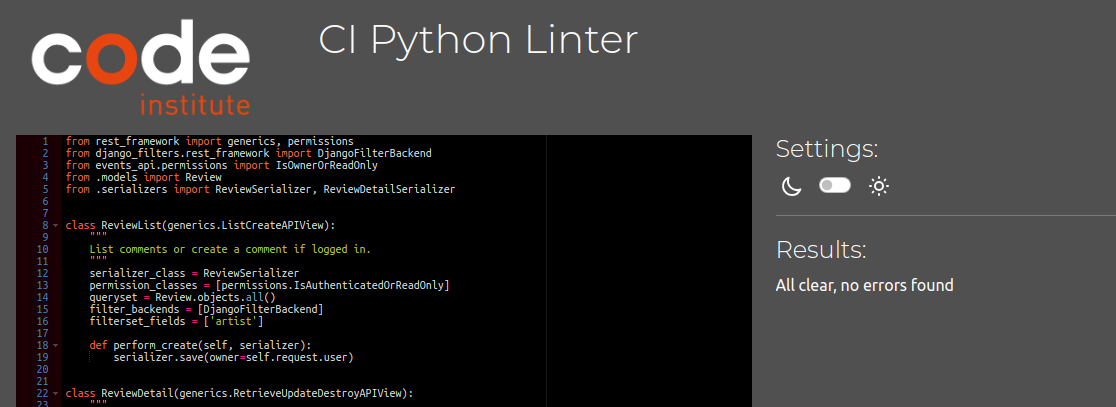 code
institute
CI Python Linter
1 from rest_framework import generics, permissions
2 from django_filters.rest_framework import DjangoFilterBackend
3 from events_api.permissions import IsOwnerOrReadOnly
4 from .models import Review
5 from .serializers import ReviewSerializer, ReviewDetailSerializer
6
7
8 class ReviewList(generics.ListCreateAPIView):
9     """
10     List comments or create a comment if logged in.
11     """
12     serializer_class = ReviewSerializer
13     permission_classes = [permissions.IsAuthenticatedOrReadOnly]
14     queryset = Review.objects.all()
15     filter_backends = [DjangoFilterBackend]
16     filterset_fields = ['artist']
17
18     def perform_create(self, serializer):
19         serializer.save(owner=self.request.user)
20
21
22 class ReviewDetail(generics.RetrieveUpdateDestroyAPIView):
23     """
Settings:
Results:
All clear, no errors found